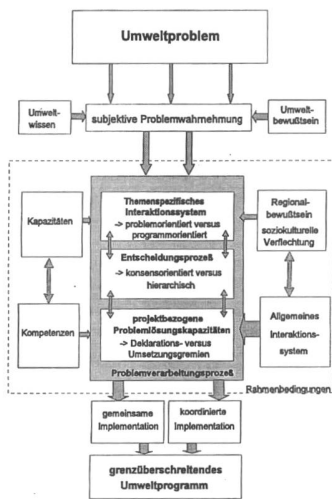 Umweltproblem
Umwelt-
wissen
subjektive Problemwahrnehmung
Umwelt-
bewußtsein
Themenspezifisches
Interaktionssystem
-> problemorientiert versus
programmorientiert
Kapazitäten
Regional-
bewußtsein
soziokulturelle
Verflechtung
Entscheidungsprozeß
-> konsensorientiert versus
hierarchisch
Kompetenzen
projektbezogene
Problemlösungskapazitäten
-> Deklarations- versus
Umsetzungsgremien
Allgemeines
Interaktions-
system
Problemverarbeitungsprozeß
Rahmenbedingungen
gemeinsame
Implementation
koordinierte
Implementation
grenzüberschreitendes
Umweltprogramm